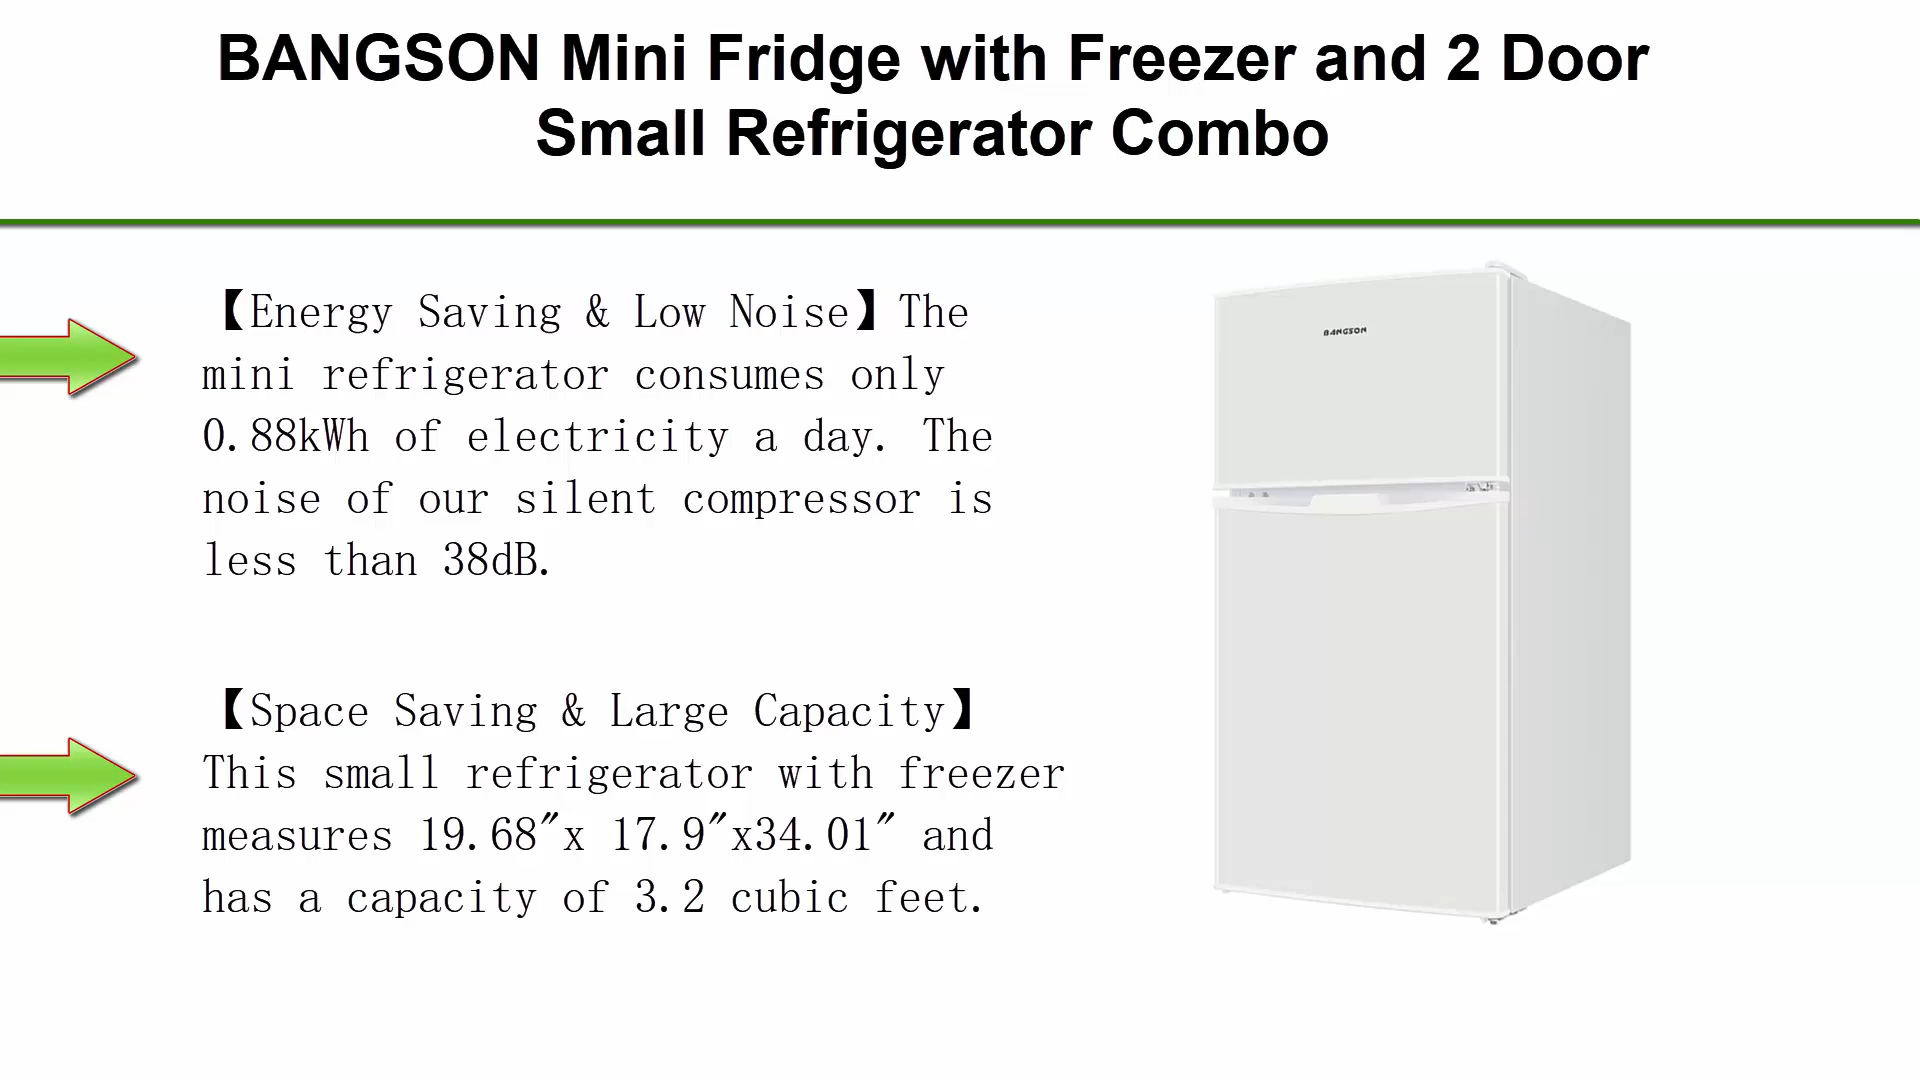 BANGSON Mini Fridge with Freezer and 2 Door
Small Refrigerator Combo
【Energy Saving & Low Noise】The
mini refrigerator consumes only
0.88kWh of electricity a day. The
noise of our silent compressor is
less than 38dB.
【Space Saving & Large Capacity】
This small refrigerator with freezer
measures 19.68″x 17.9″x34.01″ and
has a capacity of 3.2 cubic feet.
BANGSON